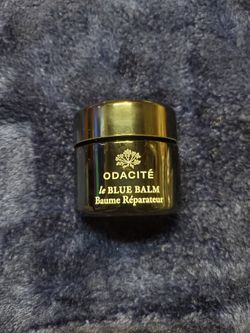 ODACITÉ
le BLUE BALM
Baume Réparateur